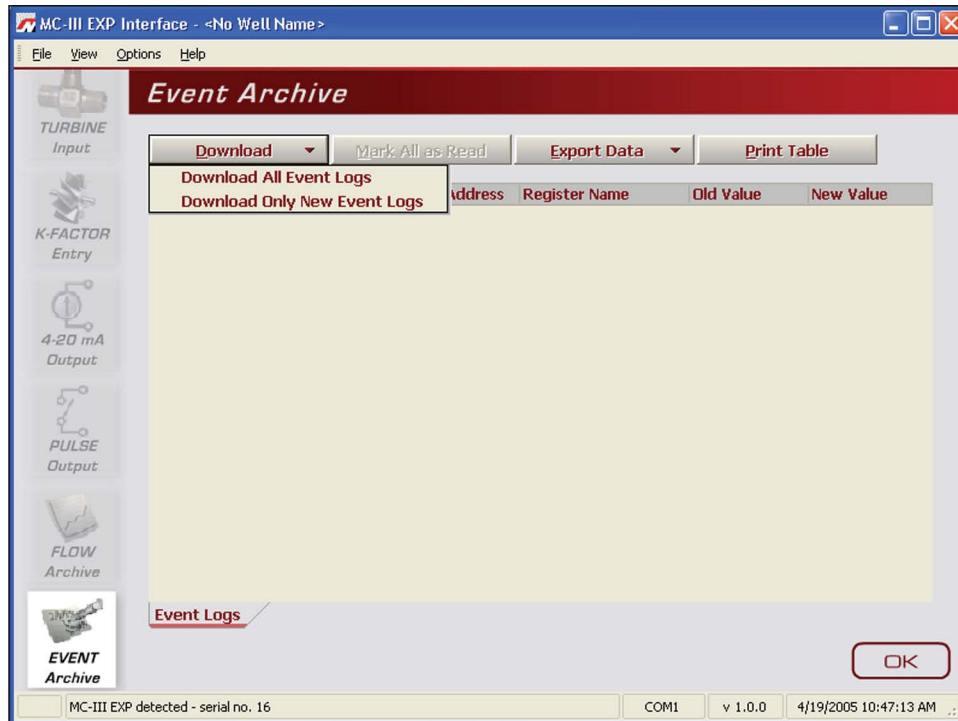 MC-III EXP Interface - <No Well Name>
File View Options Help
Event Archive
TURBINE
Input
K-FACTOR
Entry
4-20 mA
Output
PULSE
Output
FLOW
Archive
EVENT
Archive
Download Mark All as Read Export Data Print Table
Download All Event Logs
Download Only New Event Logs
Address Register Name Old Value New Value
Event Logs
OK
MC-III EXP detected - serial no. 16 COM1 v 1.0.0 4/19/2005 10:47:13 AM